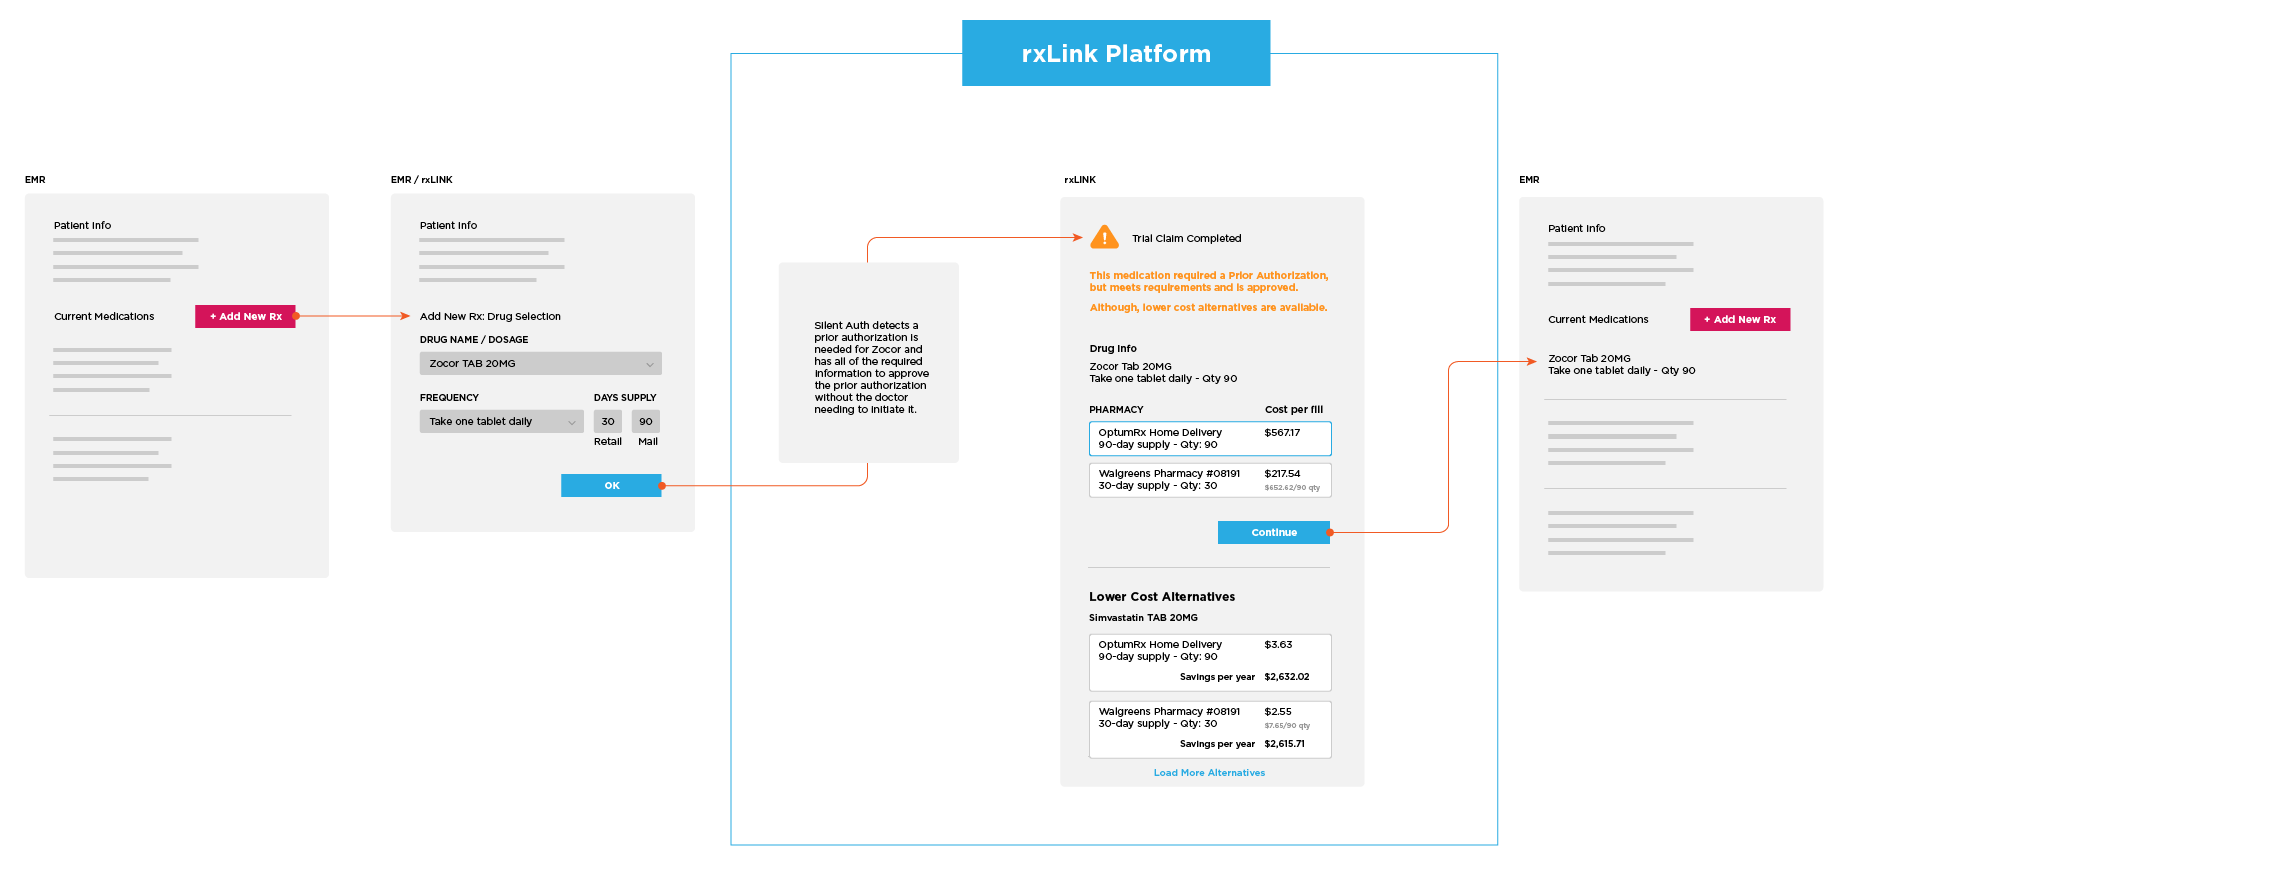 rxLink Platform
EMR
Patient Info
Current Medications
+ Add New Rx
EMR / rxLINK
Patient Info
Add New Rx: Drug Selection
DRUG NAME / DOSAGE
Zocor TAB 20MG
FREQUENCY
DAYS SUPPLY
Take one tablet daily
30
90
Retail
Mail
OK
Silent Auth detects a
prior authorization is
needed for Zocor and
has all of the required
information to approve
the prior authorization
without the doctor
needing to initiate it.
rxLINK
Trial Claim Completed
This medication required a Prior Authorization,
but meets requirements and is approved.
Although, lower cost alternatives are available.
Drug Info
Zocor Tab 20MG
Take one tablet daily - Qty 90
PHARMACY
Cost per fill
OptumRx Home Delivery
$567.17
90-day supply - Qty: 90
Walgreens Pharmacy #08191
$217.54
30-day supply - Qty: 30
$652.62/90 qty
Continue
Lower Cost Alternatives
Simvastatin TAB 20MG
OptumRx Home Delivery
$3.63
90-day supply - Qty: 90
Savings per year
$2,632.02
Walgreens Pharmacy #08191
$2.55
30-day supply - Qty: 30
$7.65/90 qty
Savings per year
$2,615.71
Load More Alternatives
EMR
Patient Info
Current Medications
+ Add New Rx
Zocor Tab 20MG
Take one tablet daily - Qty 90